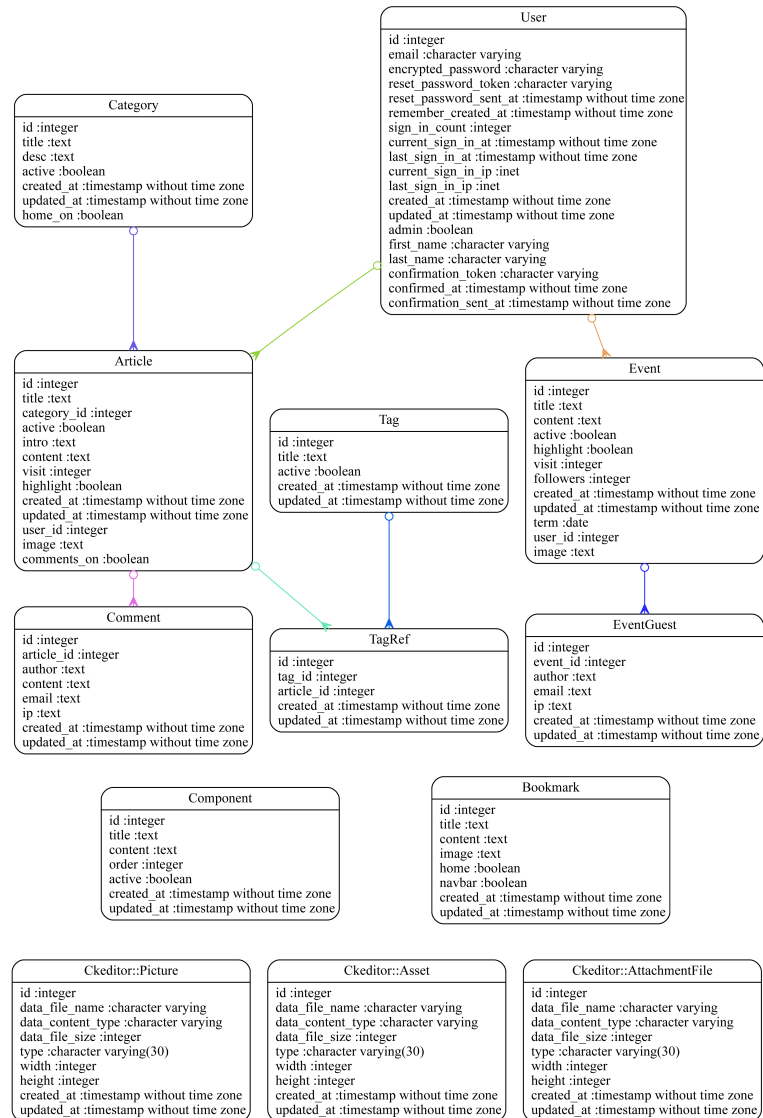 User
id :integer
email :character varying
encrypted_password :character varying
reset_password_token :character varying
reset_password_sent_at :timestamp without time zone
remember_created_at :timestamp without time zone
sign_in_count :integer
current_sign_in_at :timestamp without time zone
last_sign_in_at :timestamp without time zone
current_sign_in_ip :inet
last_sign_in_ip :inet
created_at :timestamp without time zone
updated_at :timestamp without time zone
admin :boolean
first_name :character varying
last_name :character varying
confirmation_token :character varying
confirmed_at :timestamp without time zone
confirmation_sent_at :timestamp without time zone
Category
id :integer
title :text
desc :text
active :boolean
created_at :timestamp without time zone
updated_at :timestamp without time zone
home_on :boolean
Article
id :integer
title :text
category_id :integer
active :boolean
intro :text
content :text
visit :integer
highlight :boolean
created_at :timestamp without time zone
updated_at :timestamp without time zone
user_id :integer
image :text
comments_on :boolean
Tag
id :integer
title :text
active :boolean
created_at :timestamp without time zone
updated_at :timestamp without time zone
Event
id :integer
title :text
content :text
active :boolean
highlight :boolean
visit :integer
followers :integer
created_at :timestamp without time zone
updated_at :timestamp without time zone
term :date
user_id :integer
image :text
Comment
id :integer
article_id :integer
author :text
content :text
email :text
ip :text
created_at :timestamp without time zone
updated_at :timestamp without time zone
TagRef
id :integer
tag_id :integer
article_id :integer
created_at :timestamp without time zone
updated_at :timestamp without time zone
EventGuest
id :integer
event_id :integer
author :text
email :text
ip :text
created_at :timestamp without time zone
updated_at :timestamp without time zone
Component
id :integer
title :text
content :text
order :integer
active :boolean
created_at :timestamp without time zone
updated_at :timestamp without time zone
Bookmark
id :integer
title :text
content :text
image :text
home :boolean
navbar :boolean
created_at :timestamp without time zone
updated_at :timestamp without time zone
Ckeditor::Picture
id :integer
data_file_name :character varying
data_content_type :character varying
data_file_size :integer
type :character varying(30)
width :integer
height :integer
created_at :timestamp without time zone
updated_at :timestamp without time zone
Ckeditor::Asset
id :integer
data_file_name :character varying
data_content_type :character varying
data_file_size :integer
type :character varying(30)
width :integer
height :integer
created_at :timestamp without time zone
updated_at :timestamp without time zone
Ckeditor::AttachmentFile
id :integer
data_file_name :character varying
data_content_type :character varying
data_file_size :integer
type :character varying(30)
width :integer
height :integer
created_at :timestamp without time zone
updated_at :timestamp without time zone